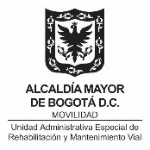 ALCALDÍA MAYOR
DE BOGOTÁ D.C.
MOVILIDAD
Unidad Administrativa Especial de
Rehabilitación y Mantenimiento Vial